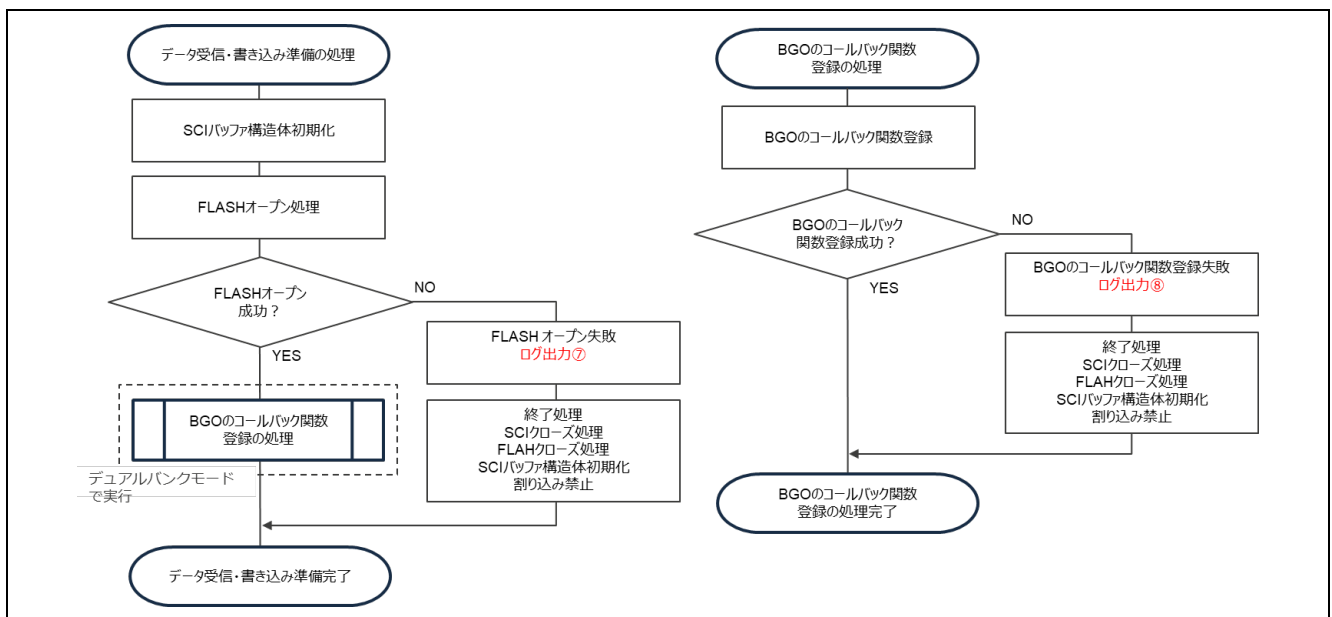 データ受信・書き込み準備の処理
SCIバッファ構造体初期化
FLASHオープン処理
FLASHオープン
成功？
NO
YES
FLASH オープン失敗
ログ出力⑦
BGOのコールバック関数
登録の処理
デュアルバンクモード
で実行
終了処理
SCIクローズ処理
FLAHクローズ処理
SCIバッファ構造体初期化
割り込み禁止
データ受信・書き込み準備完了
BGOのコールバック関数
登録の処理
BGOのコールバック関数登録
BGOのコールバック
関数登録成功？
NO
YES
BGOのコールバック関数登録失敗
ログ出力⑧
終了処理
SCIクローズ処理
FLAHクローズ処理
SCIバッファ構造体初期化
割り込み禁止
BGOのコールバック関数
登録の処理完了